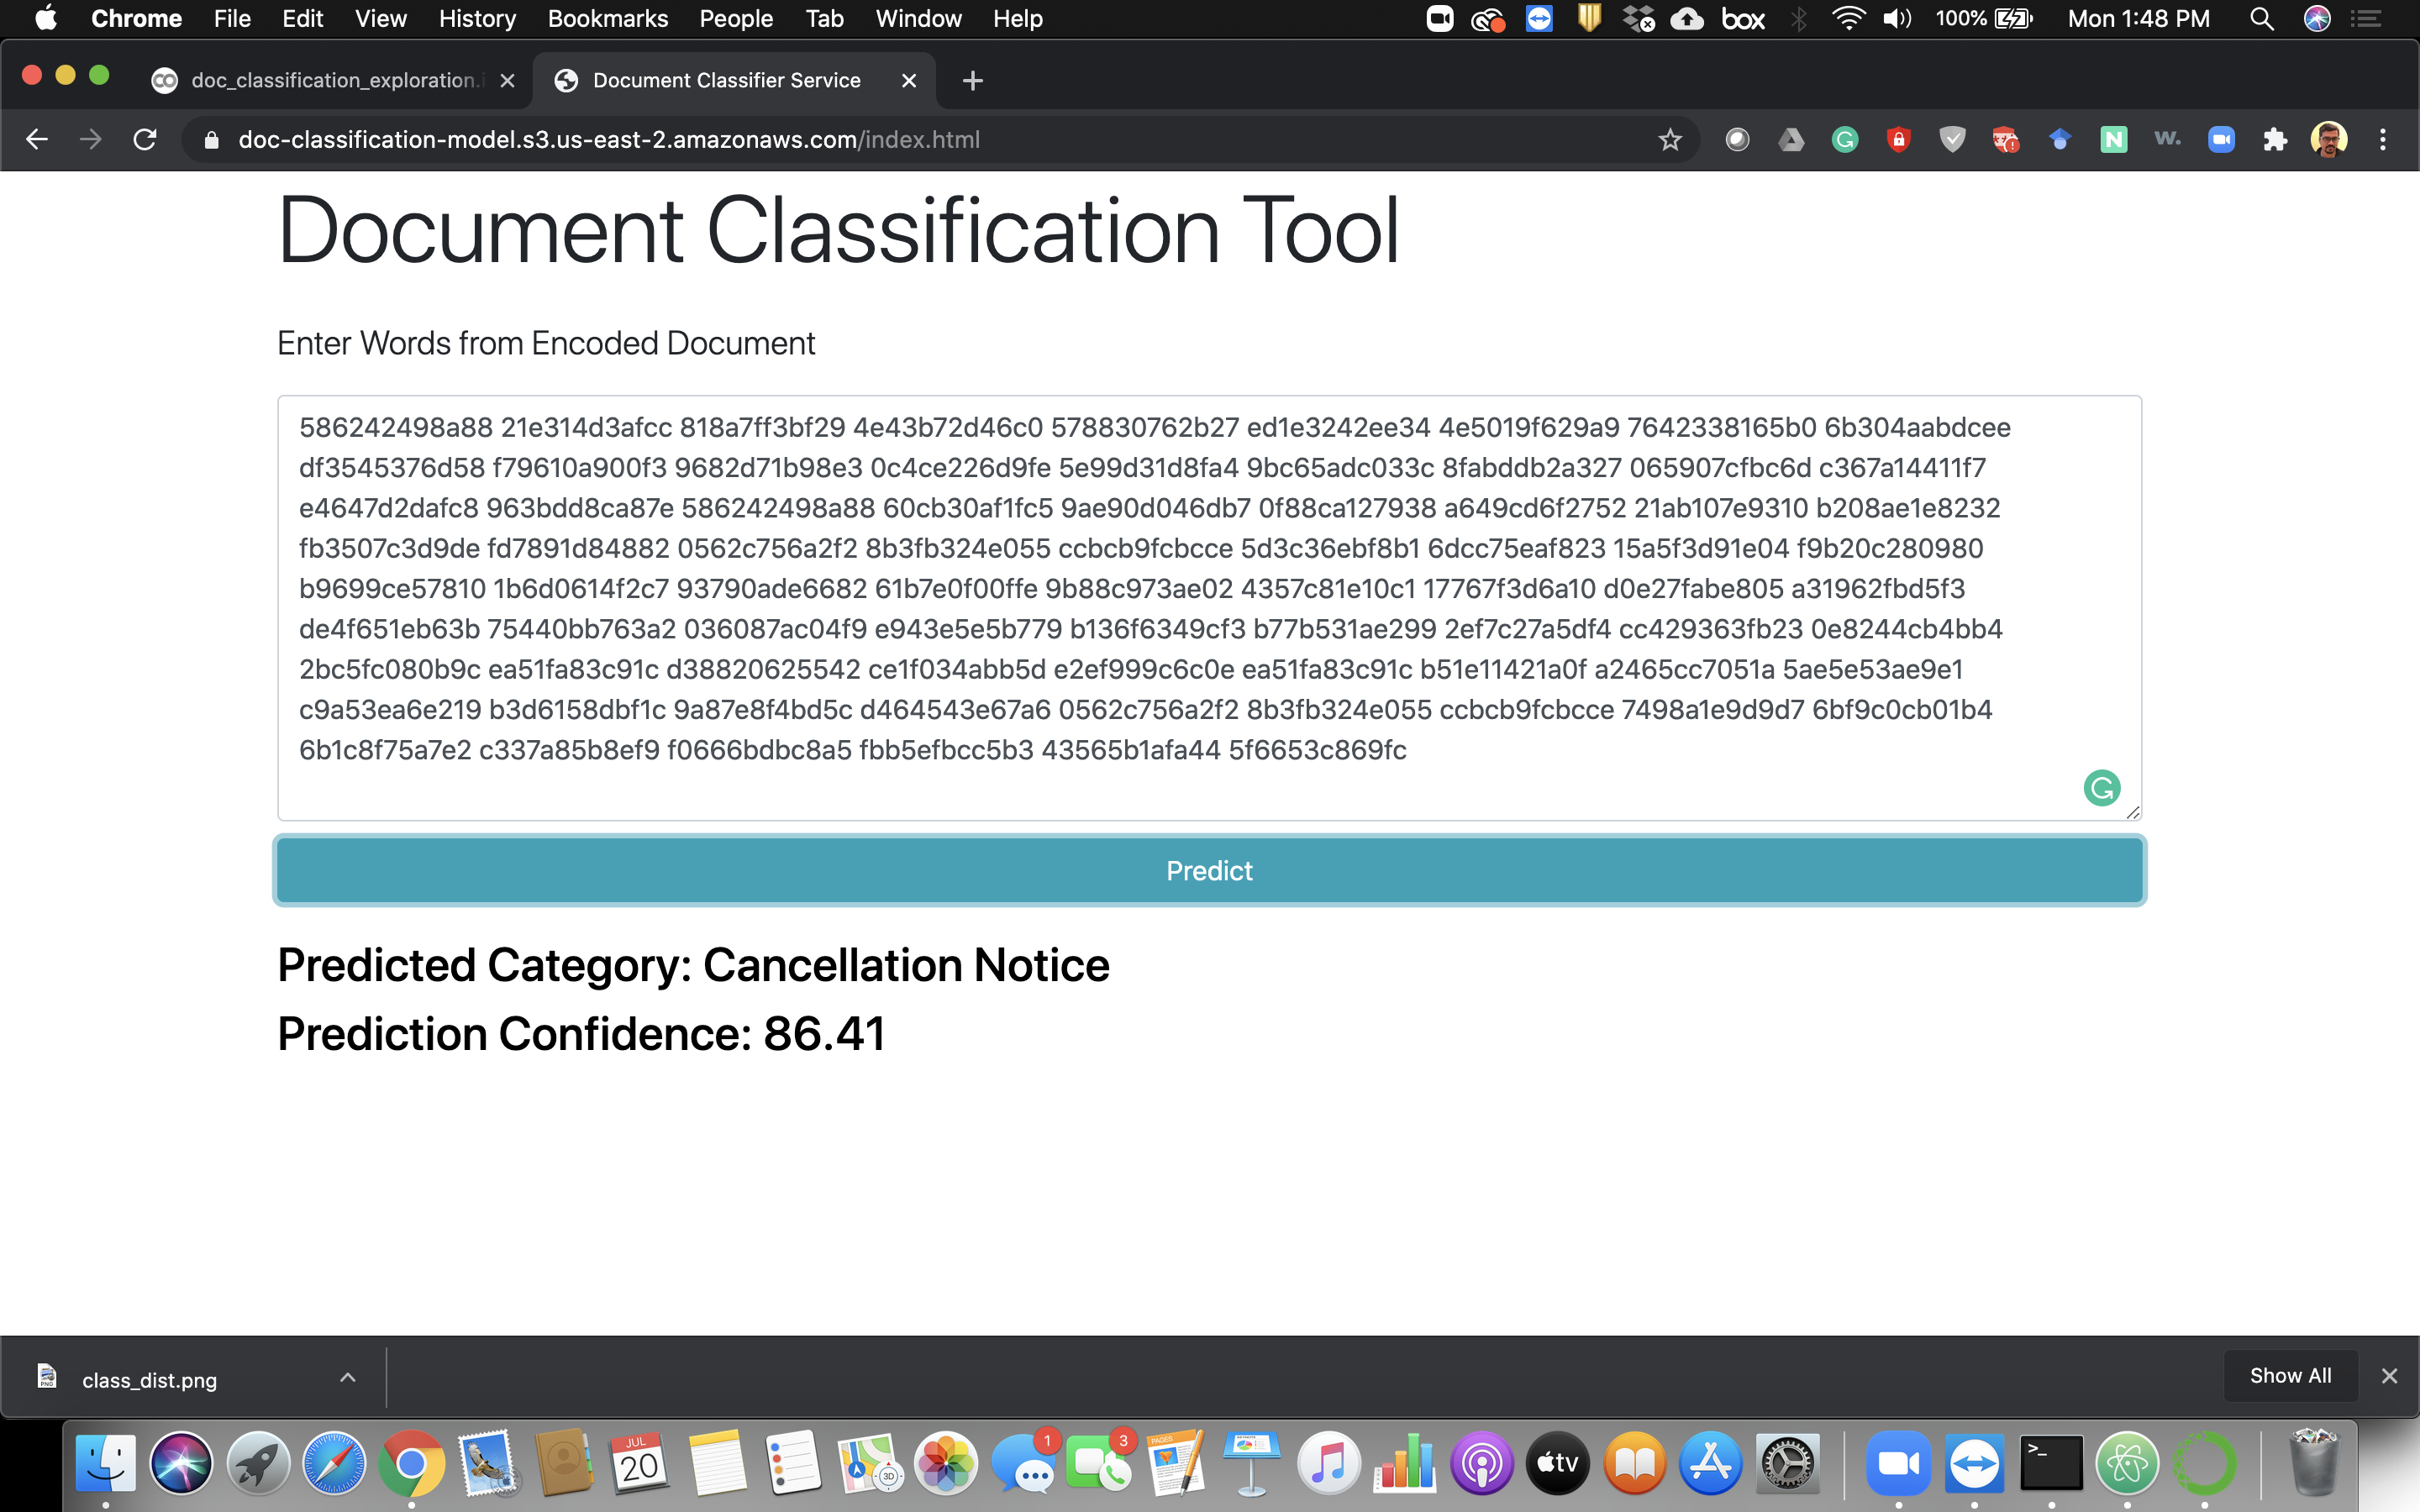 Chrome File Edit View History Bookmarks People Tab Window Help box 100% Mon 1:48 PM
doc_classification_exploration.i Document Classifier Service
doc-classification-model.s3.us-east-2.amazonaws.com/index.html
Document Classification Tool
Enter Words from Encoded Document
586242498a88 21e314d3afcc 818a7ff3bf29 4e43b72d46c0 578830762b27 ed1e3242ee34 4e5019f629a9 7642338165b0 6b304aabdcee
df3545376d58 f79610a900f3 9682d71b98e3 0c4ce226d9fe 5e99d31d8fa4 9bc65adc033c 8fabddb2a327 065907cfbc6d c367a14411f7
e4647d2dafc8 963bdd8ca87e 586242498a88 60cb30af1fc5 9ae90d046db7 0f88ca127938 a649cd6f2752 21ab107e9310 b208ae1e8232
fb3507c3d9de fd7891d84882 0562c756a2f2 8b3fb324e055 ccbcb9fcbcce 5d3c36ebf8b1 6dcc75eaf823 15a5f3d91e04 f9b20c280980
b9699ce57810 1b6d0614f2c7 93790ade6682 61b7e0f00ffe 9b88c973ae02 4357c81e10c1 17767f3d6a10 d0e27fabe805 a31962fbd5f3
de4f651eb63b 75440bb763a2 036087ac04f9 e943e5e5b779 b136f6349cf3 b77b531ae299 2ef7c27a5df4 cc429363fb23 0e8244cb4bb4
2bc5fc080b9c ea51fa83c91c d38820625542 ce1f034abb5d e2ef999c6c0e ea51fa83c91c b51e11421a0f a2465cc7051a 5ae5e53ae9e1
c9a53ea6e219 b3d6158dbf1c 9a87e8f4bd5c d464543e67a6 0562c756a2f2 8b3fb324e055 ccbcb9fcbcce 7498a1e9d9d7 6bf9c0cb01b4
6b1c8f75a7e2 c337a85b8ef9 f0666bdbc8a5 fbb5efbcc5b3 43565b1afa44 5f6653c869fc
Predict
Predicted Category: Cancellation Notice
Prediction Confidence: 86.41
class_dist.png Show All
JUL 20 3D 1 3 PAGES tv